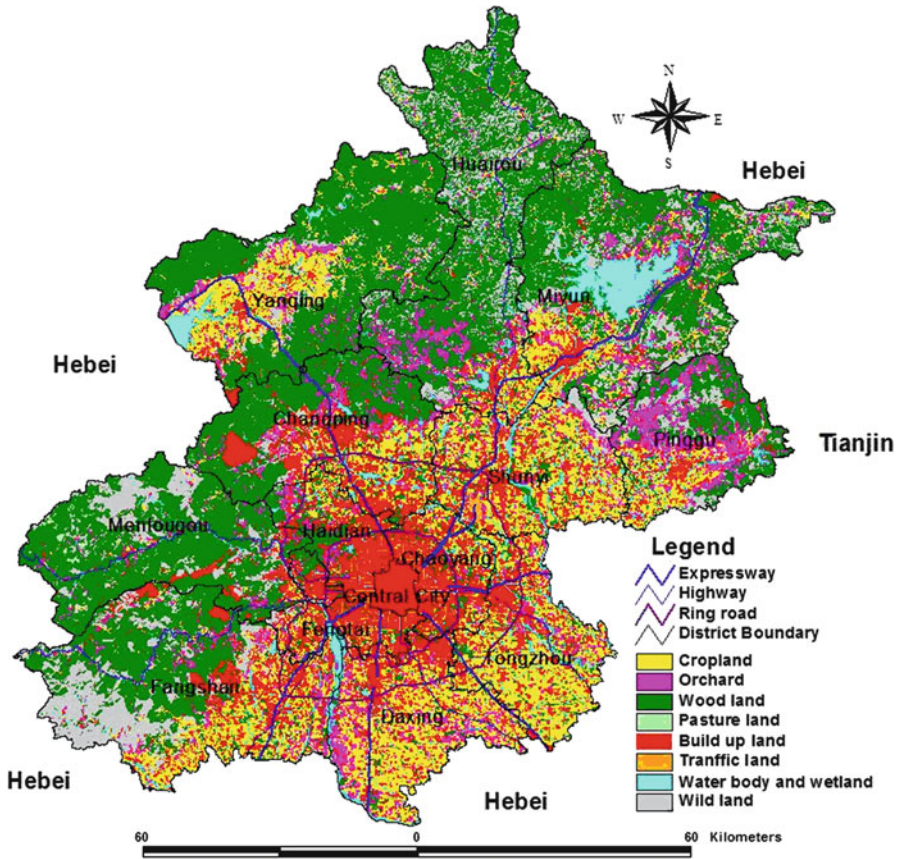 N
W E
S
Huairou
Hebei
Yanqing
Miyun
Hebei
Changping
Pinggu
Tianjin
Shunyi
Menfougou
Haidian
Chaoyang
Central City
Fengtai
Tongzhou
Fangshan
Daxing
Hebei
Hebei
Legend
Expressway
Highway
Ring road
District Boundary
Cropland
Orchard
Wood land
Pasture land
Build up land
Tranffic land
Water body and wetland
Wild land
60 0 60 Kilometers